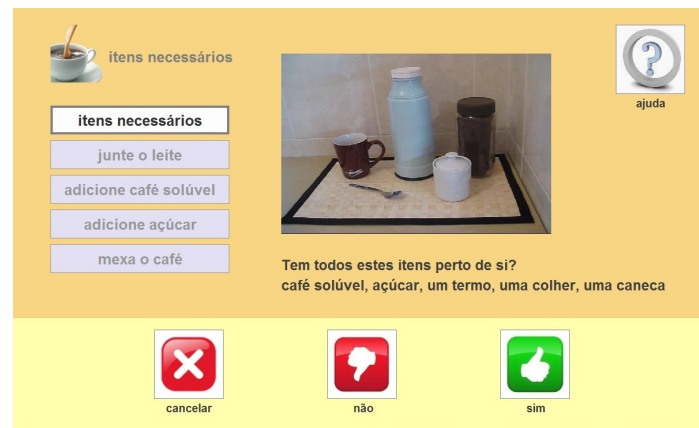 itens necessários
ajuda
itens necessários
junte o leite
adicione café solúvel
adicione açúcar
mexa o café
Tem todos estes itens perto de si?
café solúvel, açúcar, um termo, uma colher, uma caneca
cancelar
não
sim